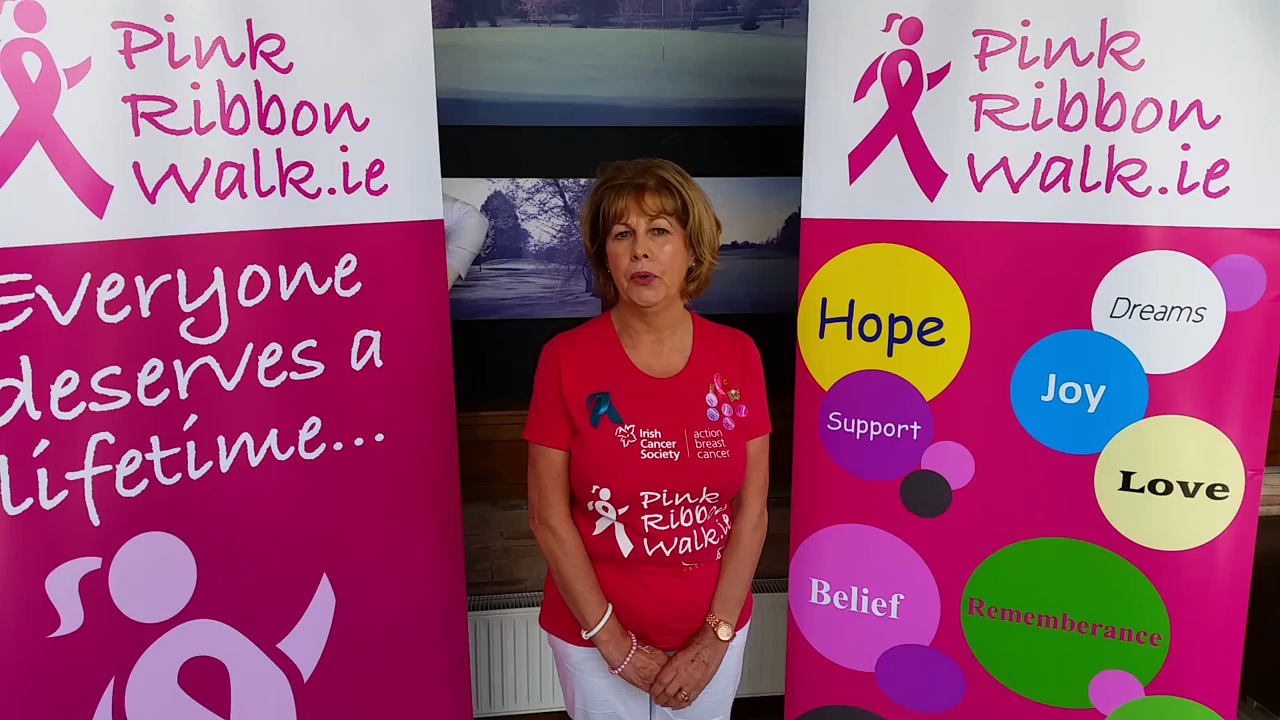 Pink
Ribbon
Walk.ie
Everyone
deserves a
lifetime...
Irish
Cancer
Society
action
breast
cancer
Pink
Ribbon
Walk.ie
Pink
Ribbon
Walk.ie
Hope
Dreams
Joy
Support
Love
Belief
Rememberance